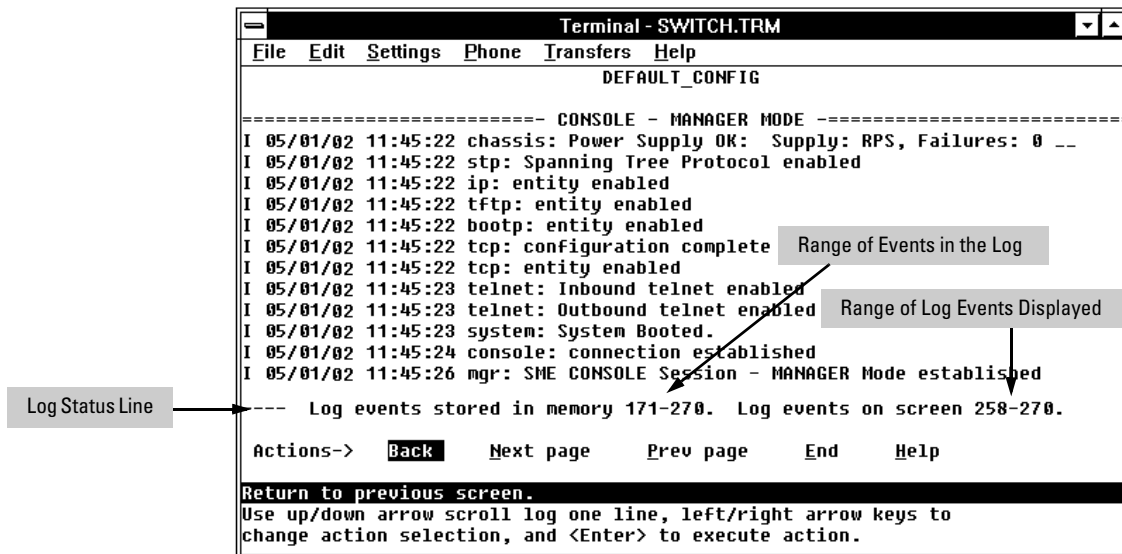 Terminal - SWITCH.TRM
File Edit Settings Phone Transfers Help
DEFAULT_CONFIG
==========================- CONSOLE - MANAGER MODE -==========================
I 05/01/02 11:45:22 chassis: Power Supply OK: Supply: RPS, Failures: 0 __
I 05/01/02 11:45:22 stp: Spanning Tree Protocol enabled
I 05/01/02 11:45:22 ip: entity enabled
I 05/01/02 11:45:22 tftp: entity enabled
I 05/01/02 11:45:22 bootp: entity enabled
I 05/01/02 11:45:22 tcp: configuration complete
Range of Events in the Log
I 05/01/02 11:45:22 tcp: entity enabled
I 05/01/02 11:45:23 telnet: Inbound telnet enabled
I 05/01/02 11:45:23 telnet: Outbound telnet enabled
Range of Log Events Displayed
I 05/01/02 11:45:23 system: System Booted.
I 05/01/02 11:45:24 console: connection established
I 05/01/02 11:45:26 mgr: SME CONSOLE Session - MANAGER Mode established
Log Status Line
---- Log events stored in memory 171-270. Log events on screen 258-270.
Actions-> Back Next page Prev page End Help
Return to previous screen.
Use up/down arrow scroll log one line, left/right arrow keys to
change action selection, and <Enter> to execute action.